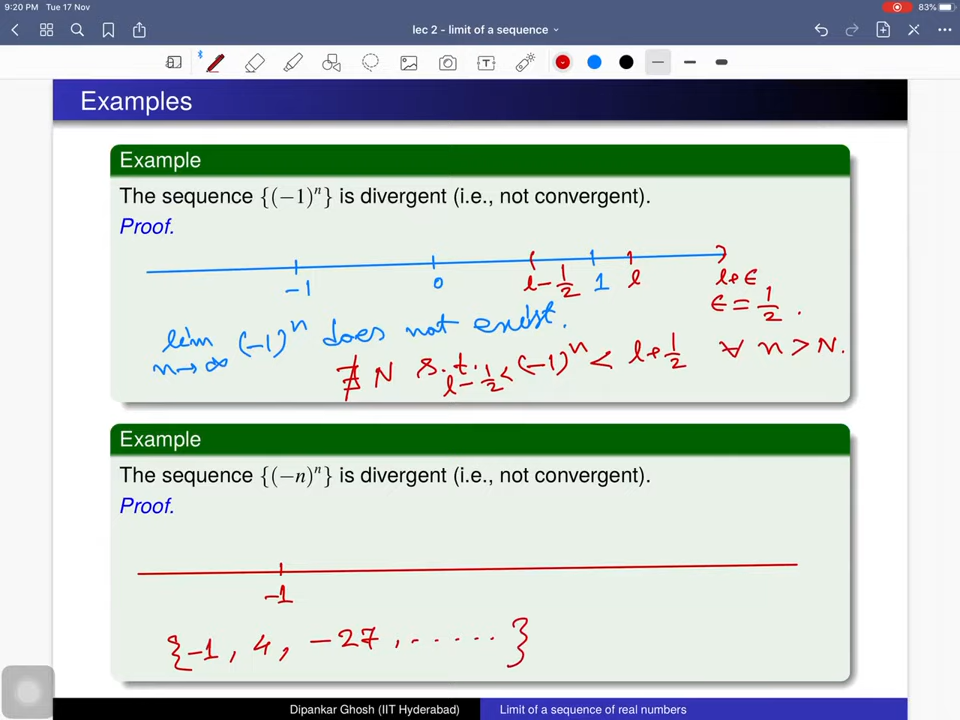 9:20 PM Tue 17 Nov
83%
lec 2 - limit of a sequence
Examples
Example
The sequence {(−1)ⁿ} is divergent (i.e., not convergent).
Prof.
-1 0 l-1/2 1 l l+ϵ
ϵ = 1/2 .
lim n→∞ (-1)ⁿ does not exist.
∄ N s.t. l-1/2 < (-1)ⁿ < l+1/2 ∀ n > N.
Example
The sequence {(−n)ⁿ} is divergent (i.e., not convergent).
Proof.
-1
{-1, 4, -27, ..... }
Dipankar Ghosh (IIT Hyderabad) Limit of a sequence of real numbers